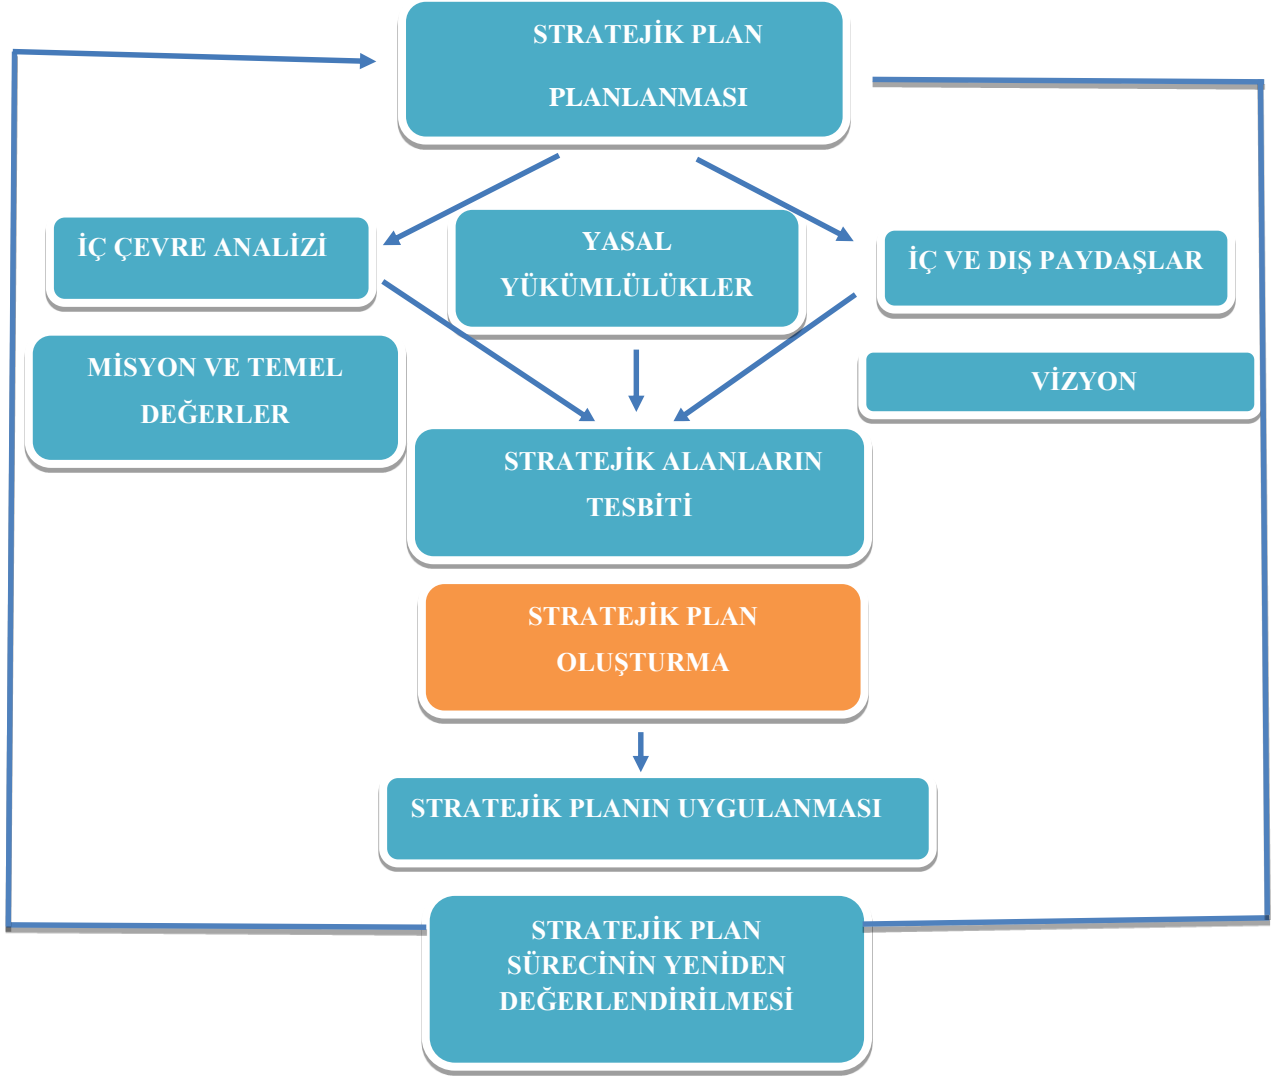 STRATEJİK PLAN
PLANLANMASI
İÇ ÇEVRE ANALİZİ
YASAL
YÜKÜMLÜLÜKLER
İÇ VE DIŞ PAYDAŞLAR
MİSYON VE TEMEL
DEĞERLER
VİZYON
STRATEJİK ALANLARIN
TESBİTİ
STRATEJİK PLAN
OLUŞTURMA
STRATEJİK PLANIN UYGULANMASI
STRATEJİK PLAN
SÜRECİNİN YENİDEN
DEĞERLENDİRİLMESİ